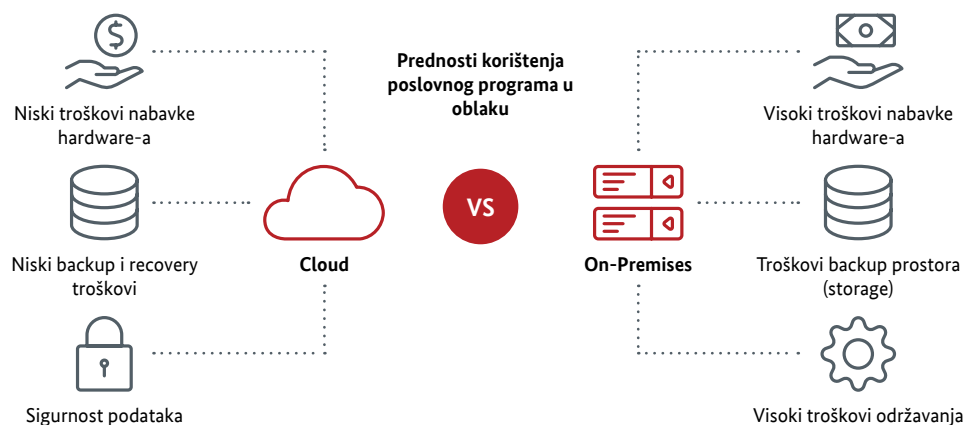 $
Prednosti korištenja
poslovnog programa u
oblaku
Niski troškovi nabavke
hardware-a
Niski backup i recovery
troškovi
Sigurnost podataka
Cloud
VS
On-Premises
Visoki troškovi nabavke
hardware-a
Troškovi backup prostora
(storage)
Visoki troškovi održavanja